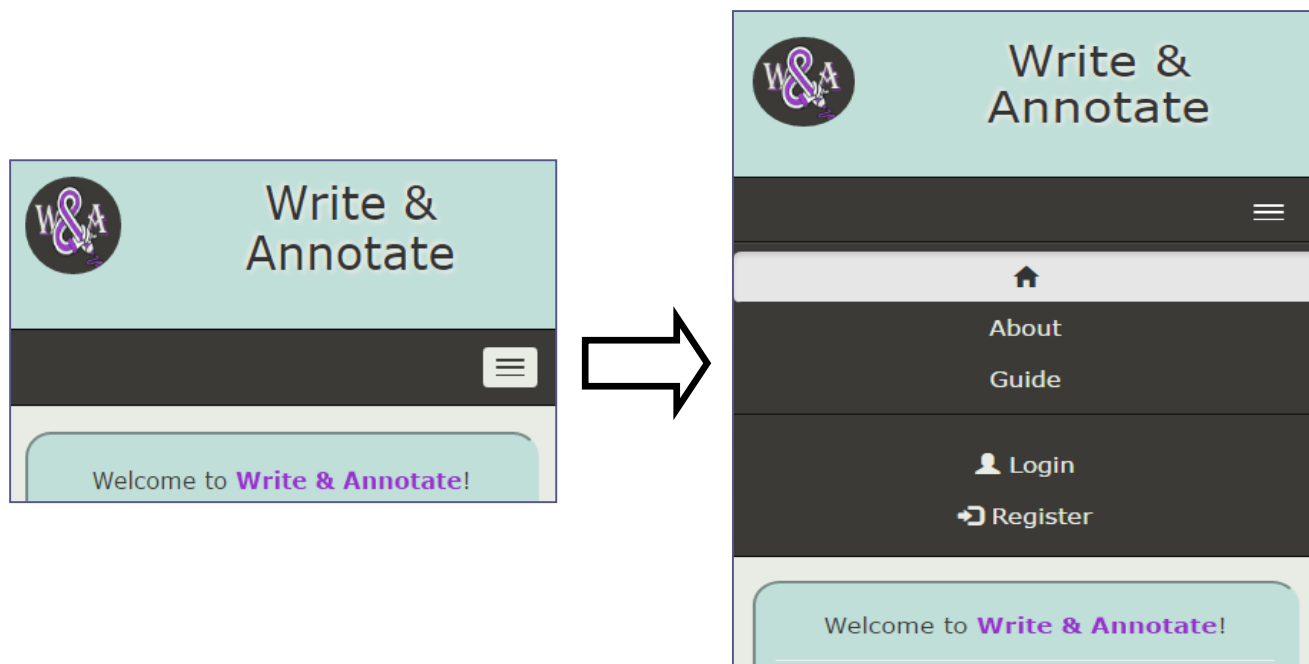 W&A
Write &
Annotate
Welcome to Write & Annotate!
W&A
Write &
Annotate
About
Guide
Login
Register
Welcome to Write & Annotate!